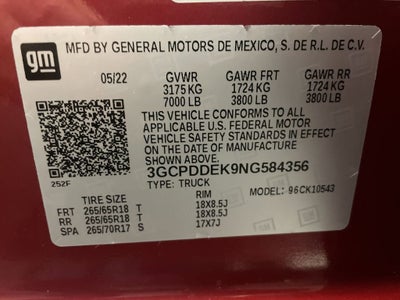 gm
MFD BY GENERAL MOTORS DE MEXICO, S. DE R.L. DE C.V.
05/22 GVWR GAWR FRT GAWR RR
3175 KG 1724 KG 1724 KG
7000 LB 3800 LB 3800 LB
THIS VEHICLE CONFORMS TO ALL
APPLICABLE U.S. FEDERAL MOTOR
VEHICLE SAFETY STANDARDS IN EFFECT
ON THE DATE OF MANUFACTURE
SHOWN ABOVE.
3GCPDDEK9NG584356
252F TYPE: TRUCK MODEL: 96CK10543
TIRE SIZE RIM
FRT 265/65R18 T 18X8.5J
RR 265/65R18 T 18X8.5J
SPA 265/70R17 S 17X7J